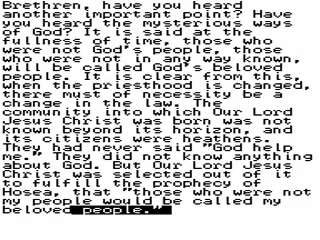 Brethren, have you heard
another important point? Have
you heard the mysterious ways
of God? It is said at the
fullness of time, those who
were not God's people, those
who were not in any way known,
will be called God's beloved
people. It is clear from this,
when the priesthood is changed,
there must of necessity be a
change in the law. The
community into which Our Lord
Jesus Christ was born was not
known beyond its horizon, and
its citizens were heathens.
They had never said "God help
me." They did not know anything
about God. But Our Lord Jesus
Christ was selected out of it
to fulfill the prophecy of
Hosea, that "those who were not
my people would be called my
beloved people."